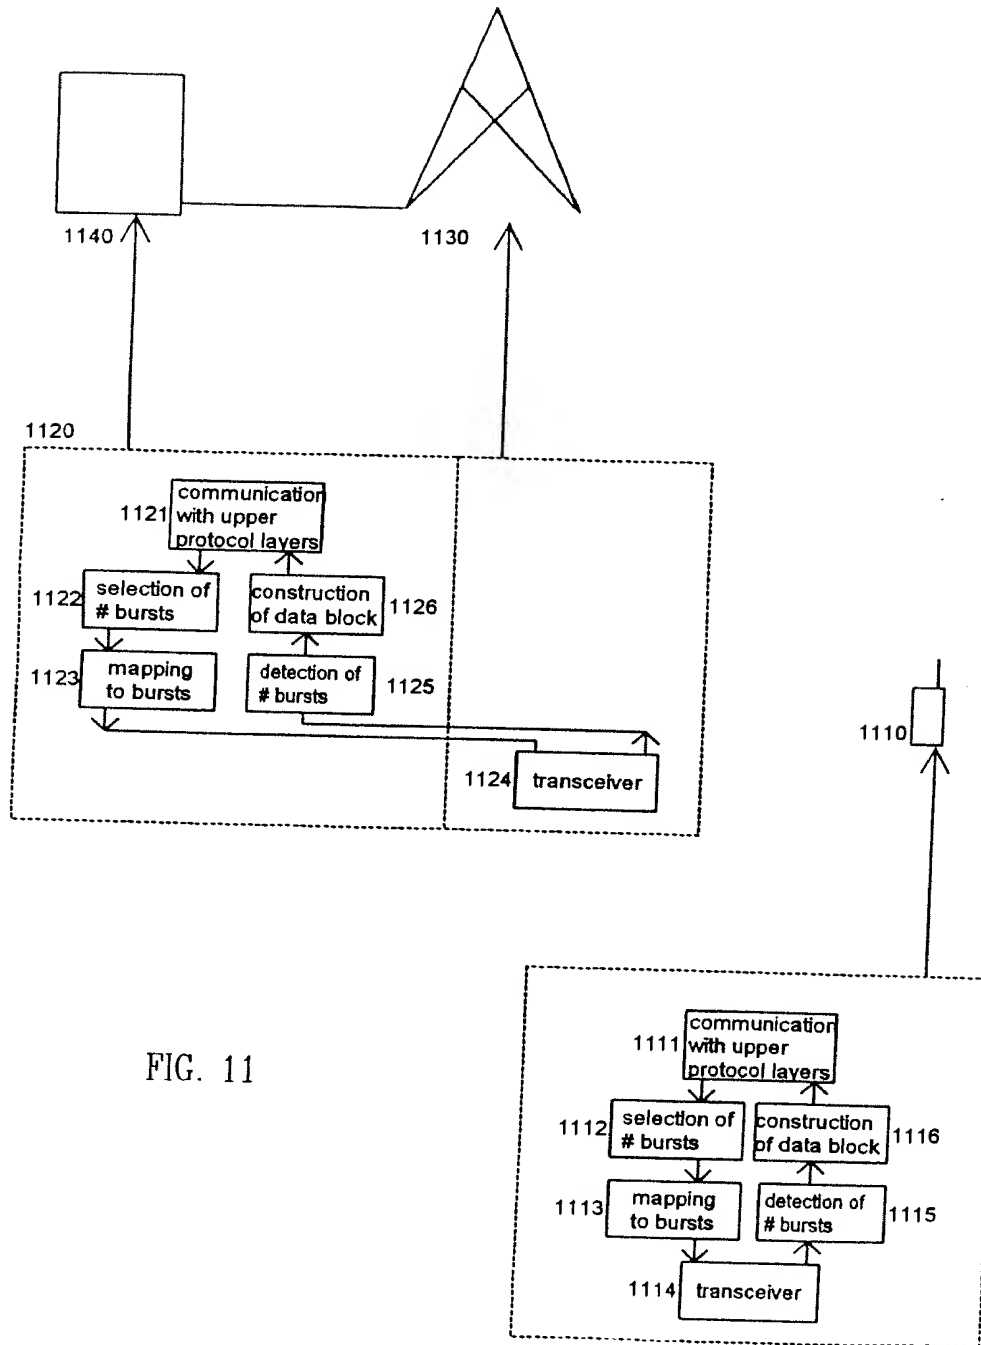 1140
1130
1120
1121
communication
with upper
protocol layers
1122
selection of
# bursts
construction
of data block
1126
1123
mapping
to bursts
detection of
# bursts
1125
1124
transceiver
1110
FIG. 11
1111
communication
with upper
protocol layers
1112
selection of
# bursts
construction
of data block
1116
1113
mapping
to bursts
detection of
# bursts
1115
1114
transceiver